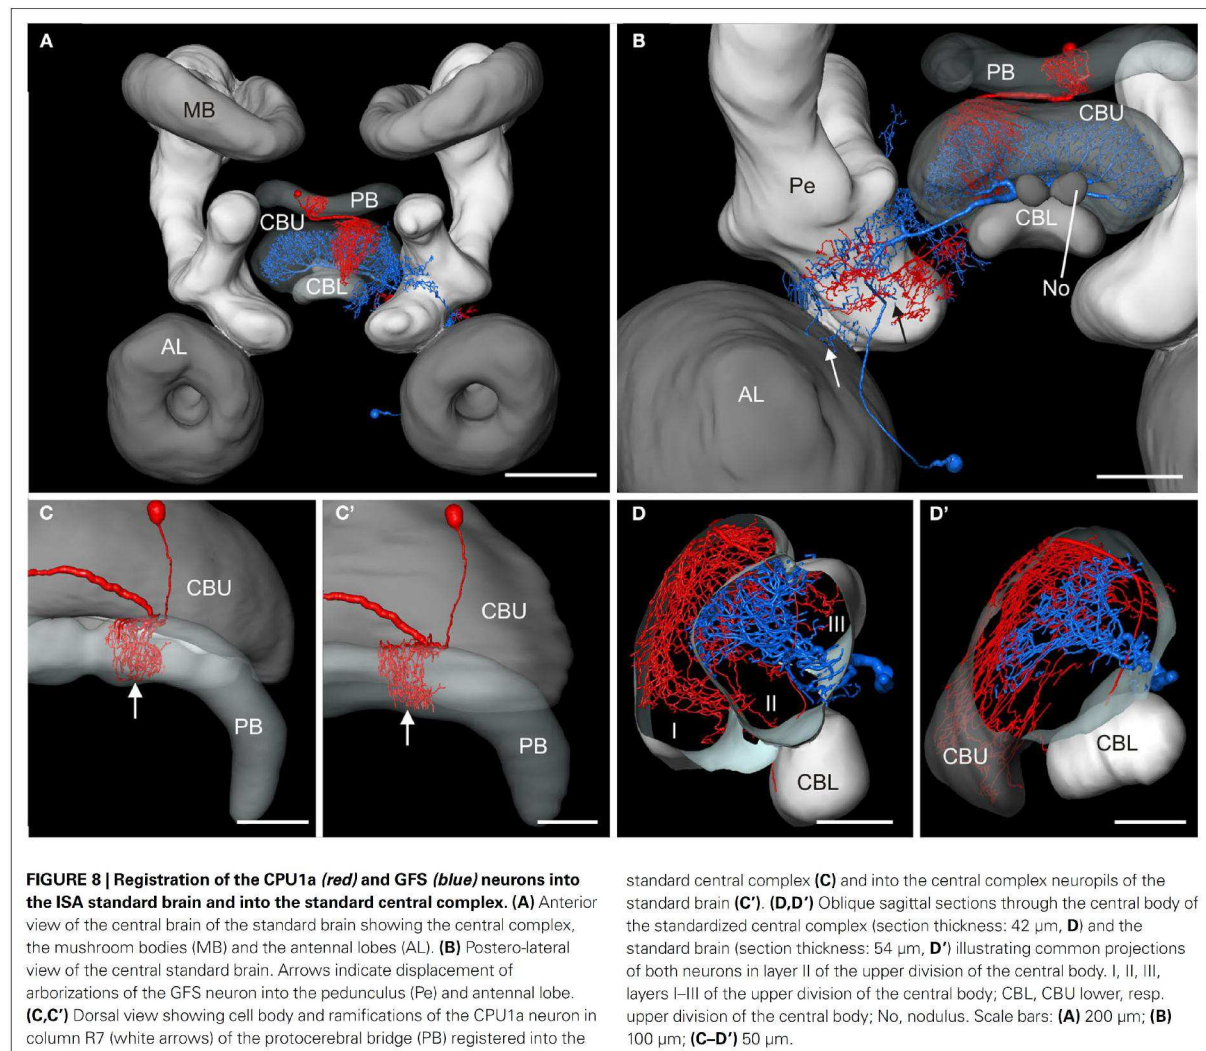 A
MB
PB
CBU
CBL
AL
B
PB
CBU
Pe
CBL
No
AL
C
CBU
PB
C’
CBU
PB
D
III
II
I
CBL
D’
CBU
CBL
FIGURE 8 | Registration of the CPU1a (red) and GFS (blue) neurons into
the ISA standard brain and into the standard central complex. (A) Anterior
view of the central brain of the standard brain showing the central complex,
the mushroom bodies (MB) and the antennal lobes (AL). (B) Postero-lateral
view of the central standard brain. Arrows indicate displacement of
arborizations of the GFS neuron into the pedunculus (Pe) and antennal lobe.
(C,C′) Dorsal view showing cell body and ramifications of the CPU1a neuron in
column R7 (white arrows) of the protocerebral bridge (PB) registered into the
standard central complex (C) and into the central complex neuropils of the
standard brain (C′). (D,D′) Oblique sagittal sections through the central body of
the standardized central complex (section thickness: 42 μm, D) and the
standard brain (section thickness: 54 μm, D′) illustrating common projections
of both neurons in layer II of the upper division of the central body. I, II, III,
layers I–III of the upper division of the central body; CBL, CBU lower, resp.
upper division of the central body; No, nodulus. Scale bars: (A) 200 μm; (B)
100 μm; (C–D′) 50 μm.